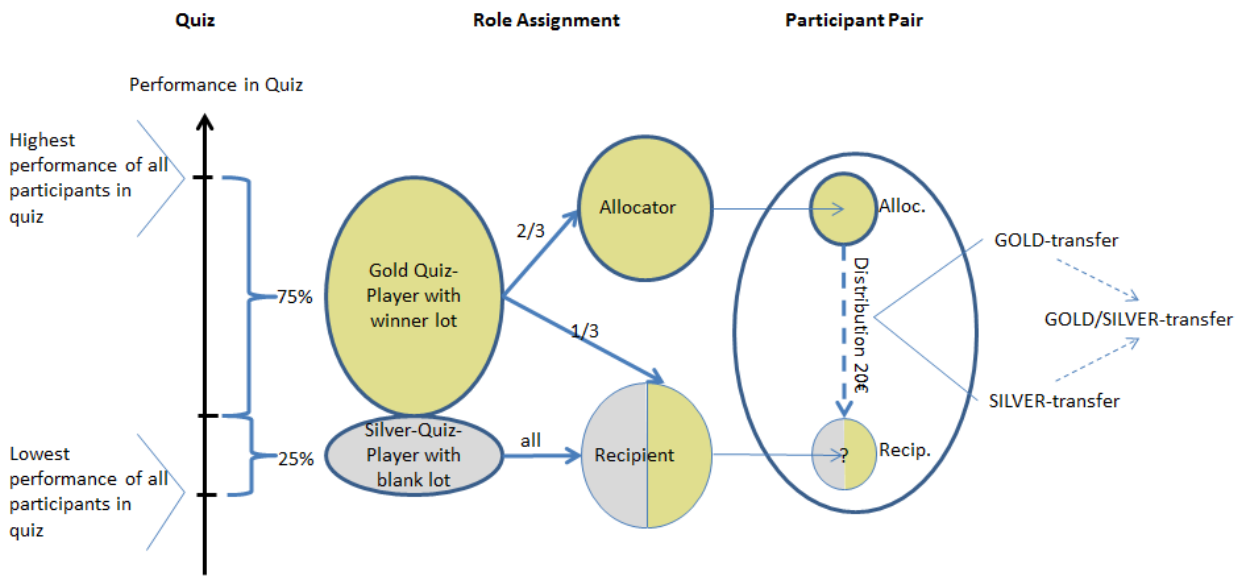 Quiz
Role Assignment
Participant Pair
Performance in Quiz
Highest
performance of all
participants in
quiz
Lowest
performance of all
participants in
quiz
75%
25%
Gold Quiz-
Player with
winner lot
Silver-Quiz-
Player with
blank lot
2/3
1/3
all
Allocator
Recipient
Alloc.
Distribution 20€
?
Recip.
GOLD-transfer
GOLD/SILVER-transfer
SILVER-transfer